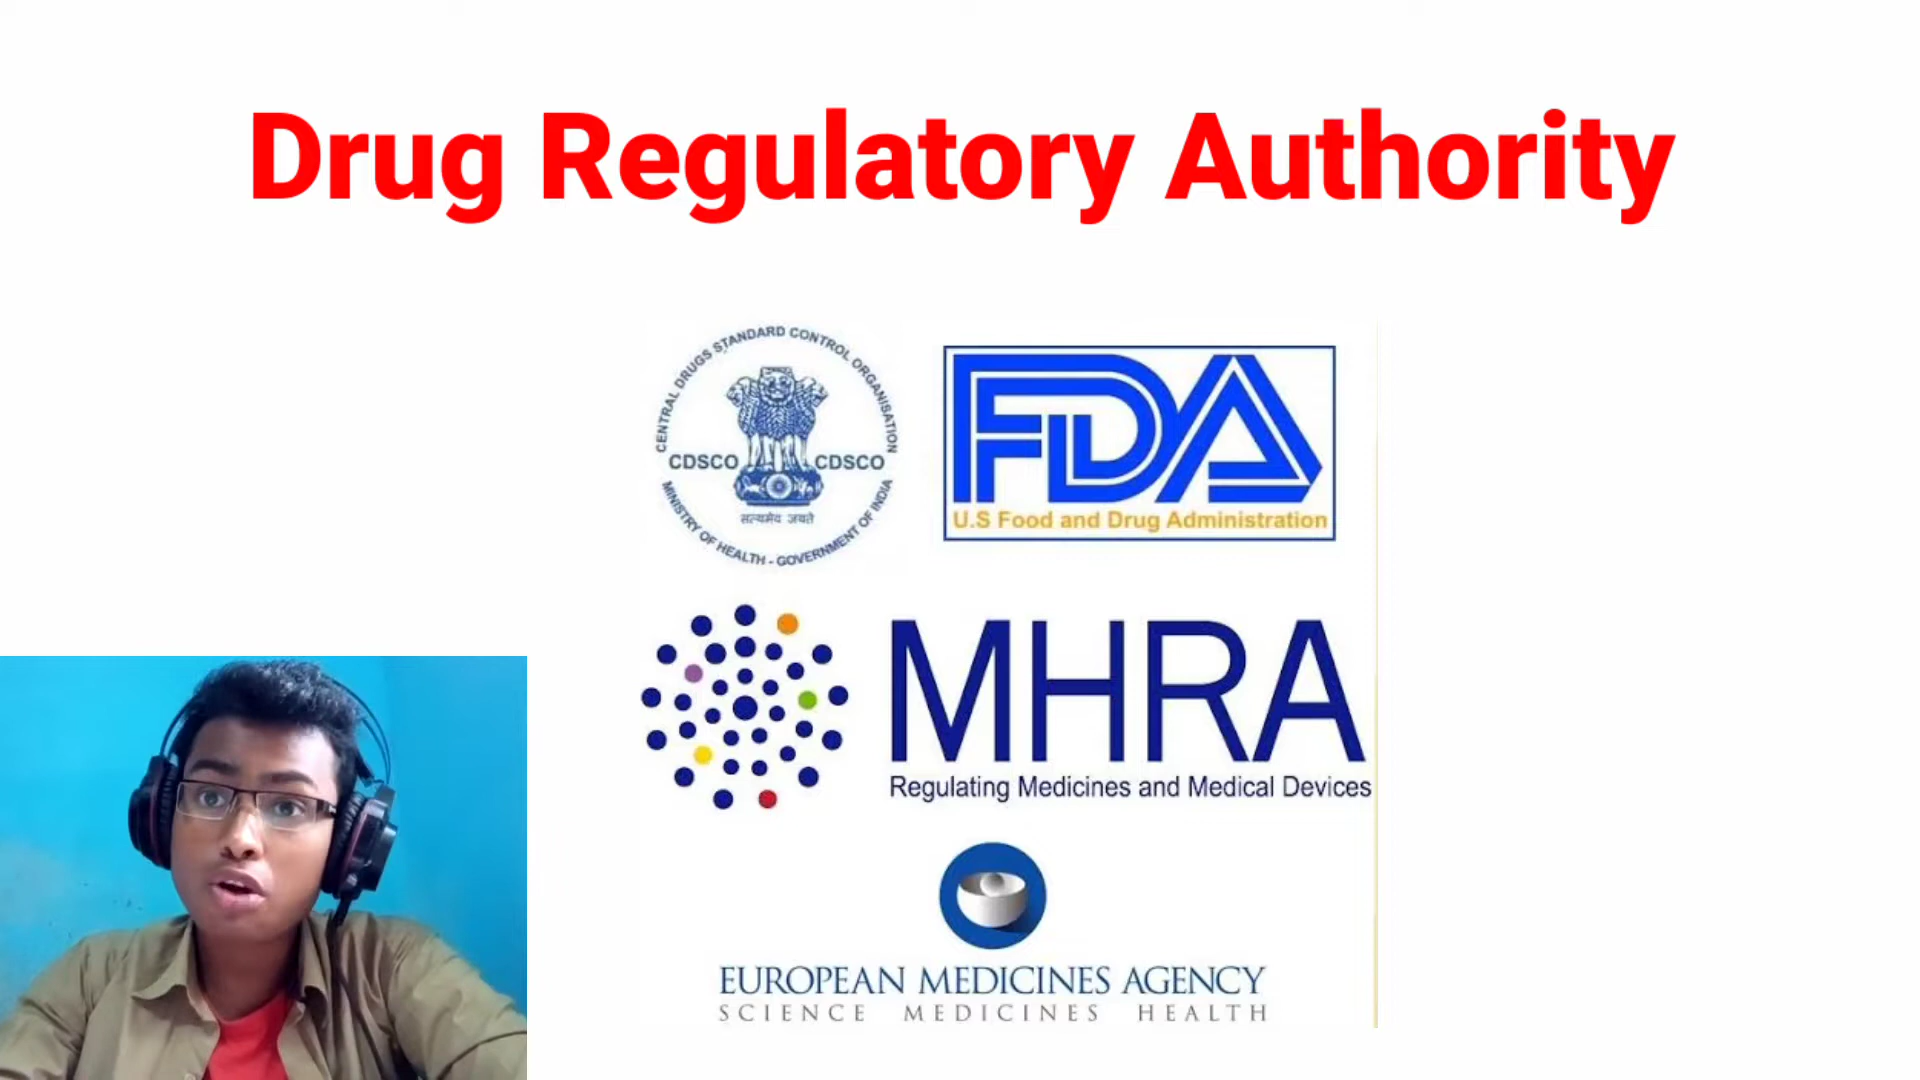 Drug Regulatory Authority
CENTRAL DRUGS STANDARD CONTROL ORGANISATION
CDSCO CDSCO
सत्यमेव जयते
MINISTRY OF HEALTH - GOVERNMENT OF INDIA
FDA
U.S Food and Drug Administration
MHRA
Regulating Medicines and Medical Devices
EUROPEAN MEDICINES AGENCY
SCIENCE MEDICINES HEALTH